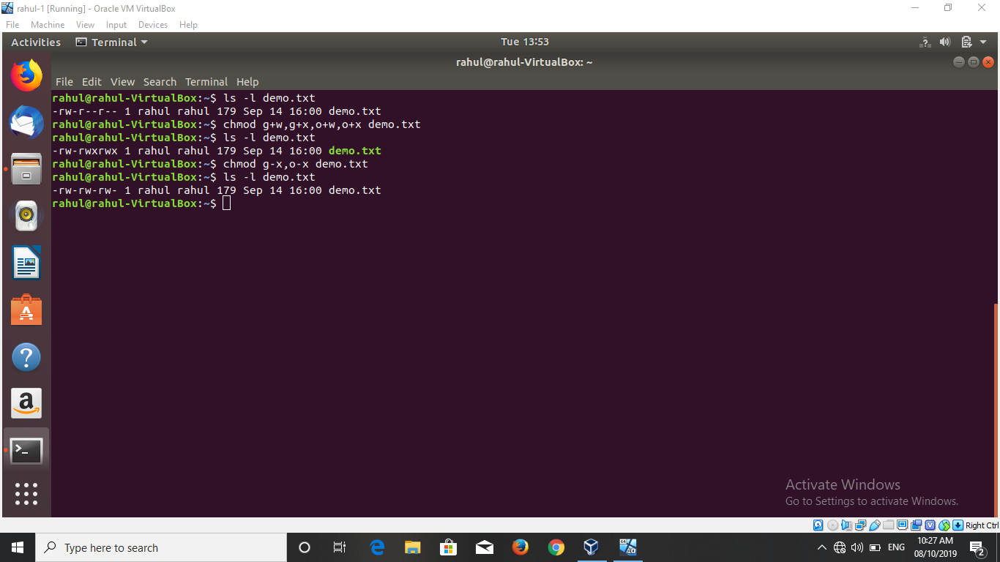 rahul-1 [Running] - Oracle VM VirtualBox
File Machine View Input Devices Help
Activities Terminal Tue 13:53
rahul@rahul-VirtualBox: ~
File Edit View Search Terminal Help
rahul@rahul-VirtualBox:~$ ls -l demo.txt
-rw-r--r-- 1 rahul rahul 179 Sep 14 16:00 demo.txt
rahul@rahul-VirtualBox:~$ chmod g+w,g+x,o+w,o+x demo.txt
rahul@rahul-VirtualBox:~$ ls -l demo.txt
-rw-rwxrwx 1 rahul rahul 179 Sep 14 16:00 demo.txt
rahul@rahul-VirtualBox:~$ chmod g-x,o-x demo.txt
rahul@rahul-VirtualBox:~$ ls -l demo.txt
-rw-rw-rw- 1 rahul rahul 179 Sep 14 16:00 demo.txt
rahul@rahul-VirtualBox:~$
Activate Windows
Go to Settings to activate Windows.
Right Ctrl
Type here to search
ENG
10:27 AM
08/10/2019
2